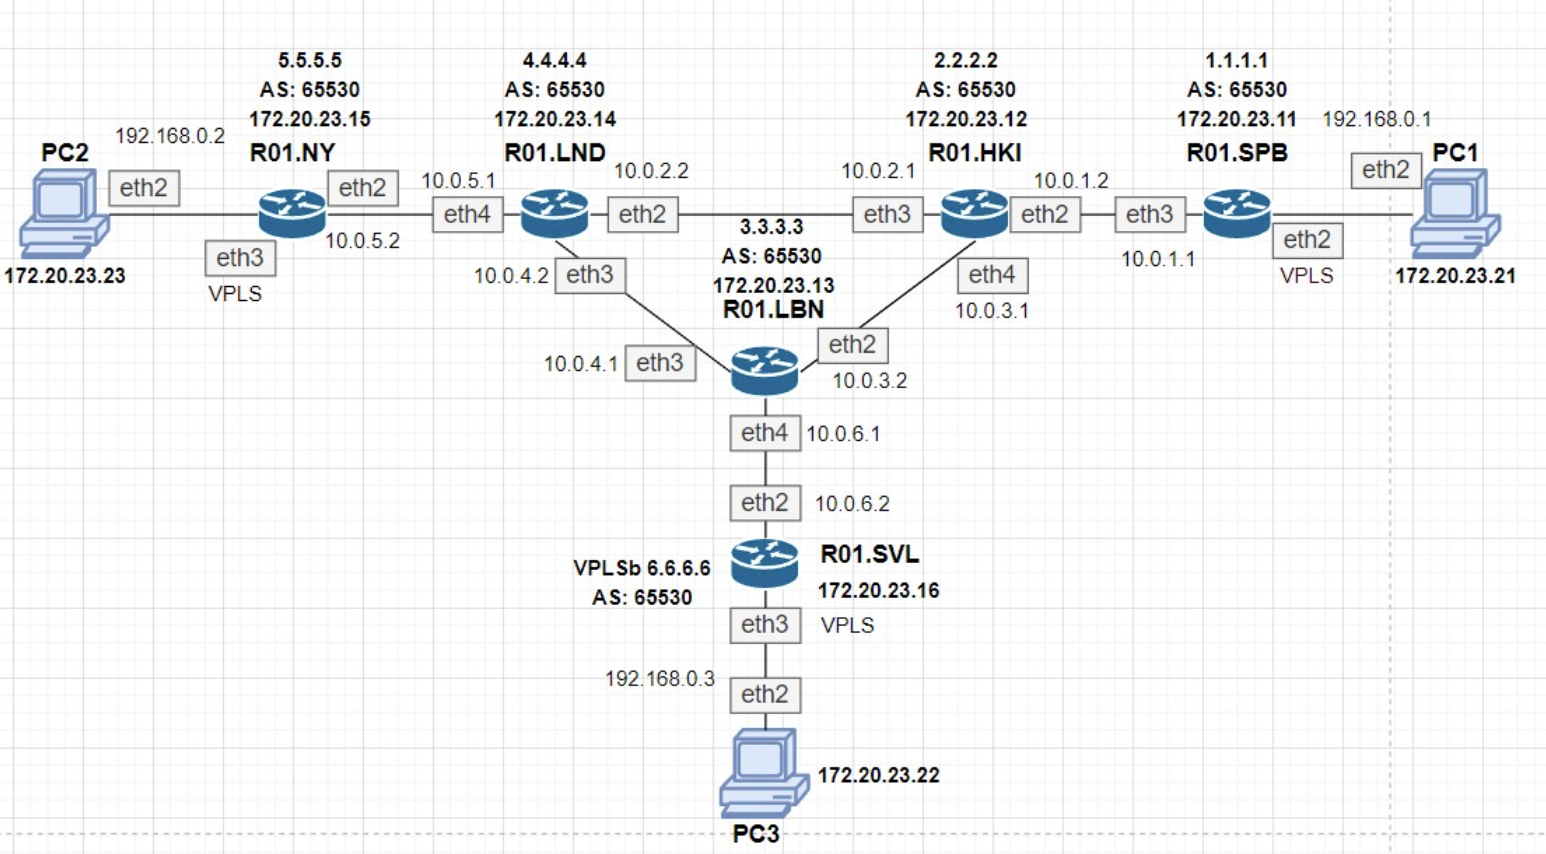 5.5.5.5
AS: 65530
172.20.23.15
R01.NY
4.4.4.4
AS: 65530
172.20.23.14
R01.LND
2.2.2.2
AS: 65530
172.20.23.12
R01.HKI
1.1.1.1
AS: 65530
172.20.23.11
R01.SPB
192.168.0.2
PC2
eth2
172.20.23.23
eth3
VPLS
eth2
10.0.5.2
10.0.5.1
eth4
10.0.2.2
eth2
10.0.4.2
eth3
3.3.3.3
AS: 65530
172.20.23.13
R01.LBN
10.0.2.1
eth3
10.0.1.2
eth2
eth4
10.0.3.1
eth3
10.0.1.1
eth2
VPLS
192.168.0.1
eth2
PC1
172.20.23.21
10.0.4.1
eth3
eth2
10.0.3.2
eth4
10.0.6.1
eth2
10.0.6.2
R01.SVL
172.20.23.16
VPLSb 6.6.6.6
AS: 65530
eth3
VPLS
192.168.0.3
eth2
172.20.23.22
PC3